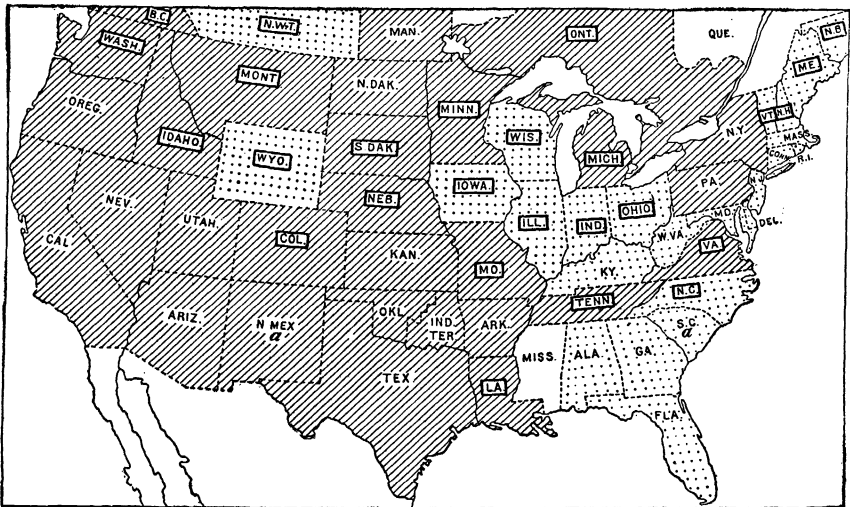 B.C.
N.W.T.
MAN.
ONT.
QUE.
N.B.
WASH.
MONT
N.DAK.
MINN.
ME.
OREG.
IDAHO
WYO.
S DAK
WIS.
MICH
N.Y.
VT.
N.H.
MASS.
CONN.
R.I.
NEV.
UTAH.
COL.
NEB.
IOWA.
ILL.
IND.
OHIO
PA.
N.J.
MD.
DEL.
CAL.
KAN.
MO.
KY.
W.VA.
VA.
ARIZ.
N MEX
a
OKL.
IND.
TER.
ARK.
TENN
N.C.
S.C.
a
TEX
LA
MISS.
ALA.
GA.
FLA.